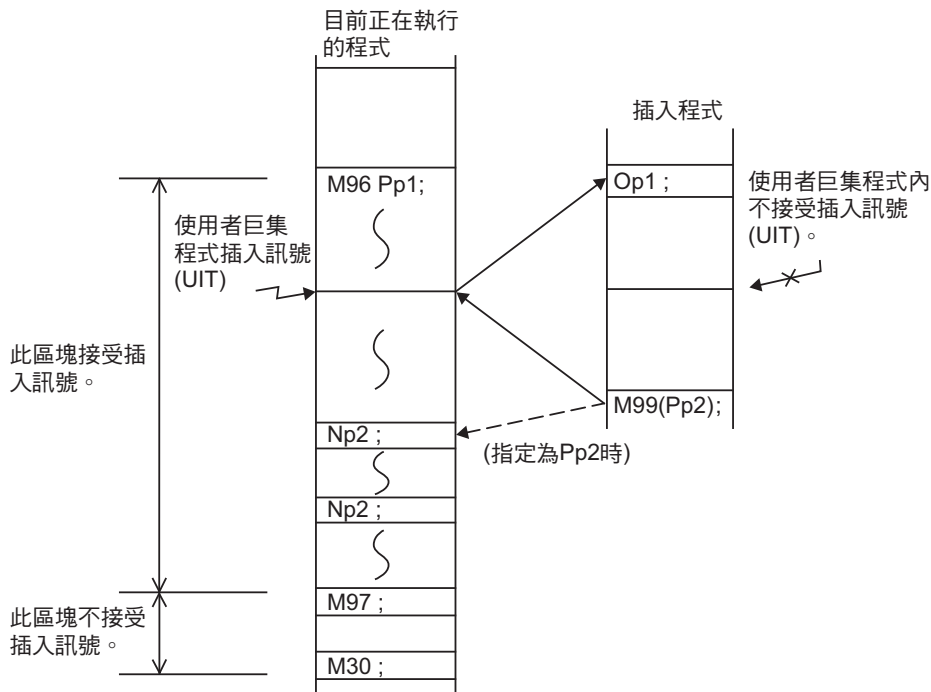 目前正在執行
的程式
插入程式
M96 Pp1;
Op1 ;
使用者巨集程式內
不接受插入訊號
(UIT)。
使用者巨集
程式插入訊號
(UIT)
此區塊接受插
入訊號。
M99(Pp2);
Np2 ;
(指定為Pp2時)
Np2 ;
M97 ;
此區塊不接受
插入訊號。
M30 ;